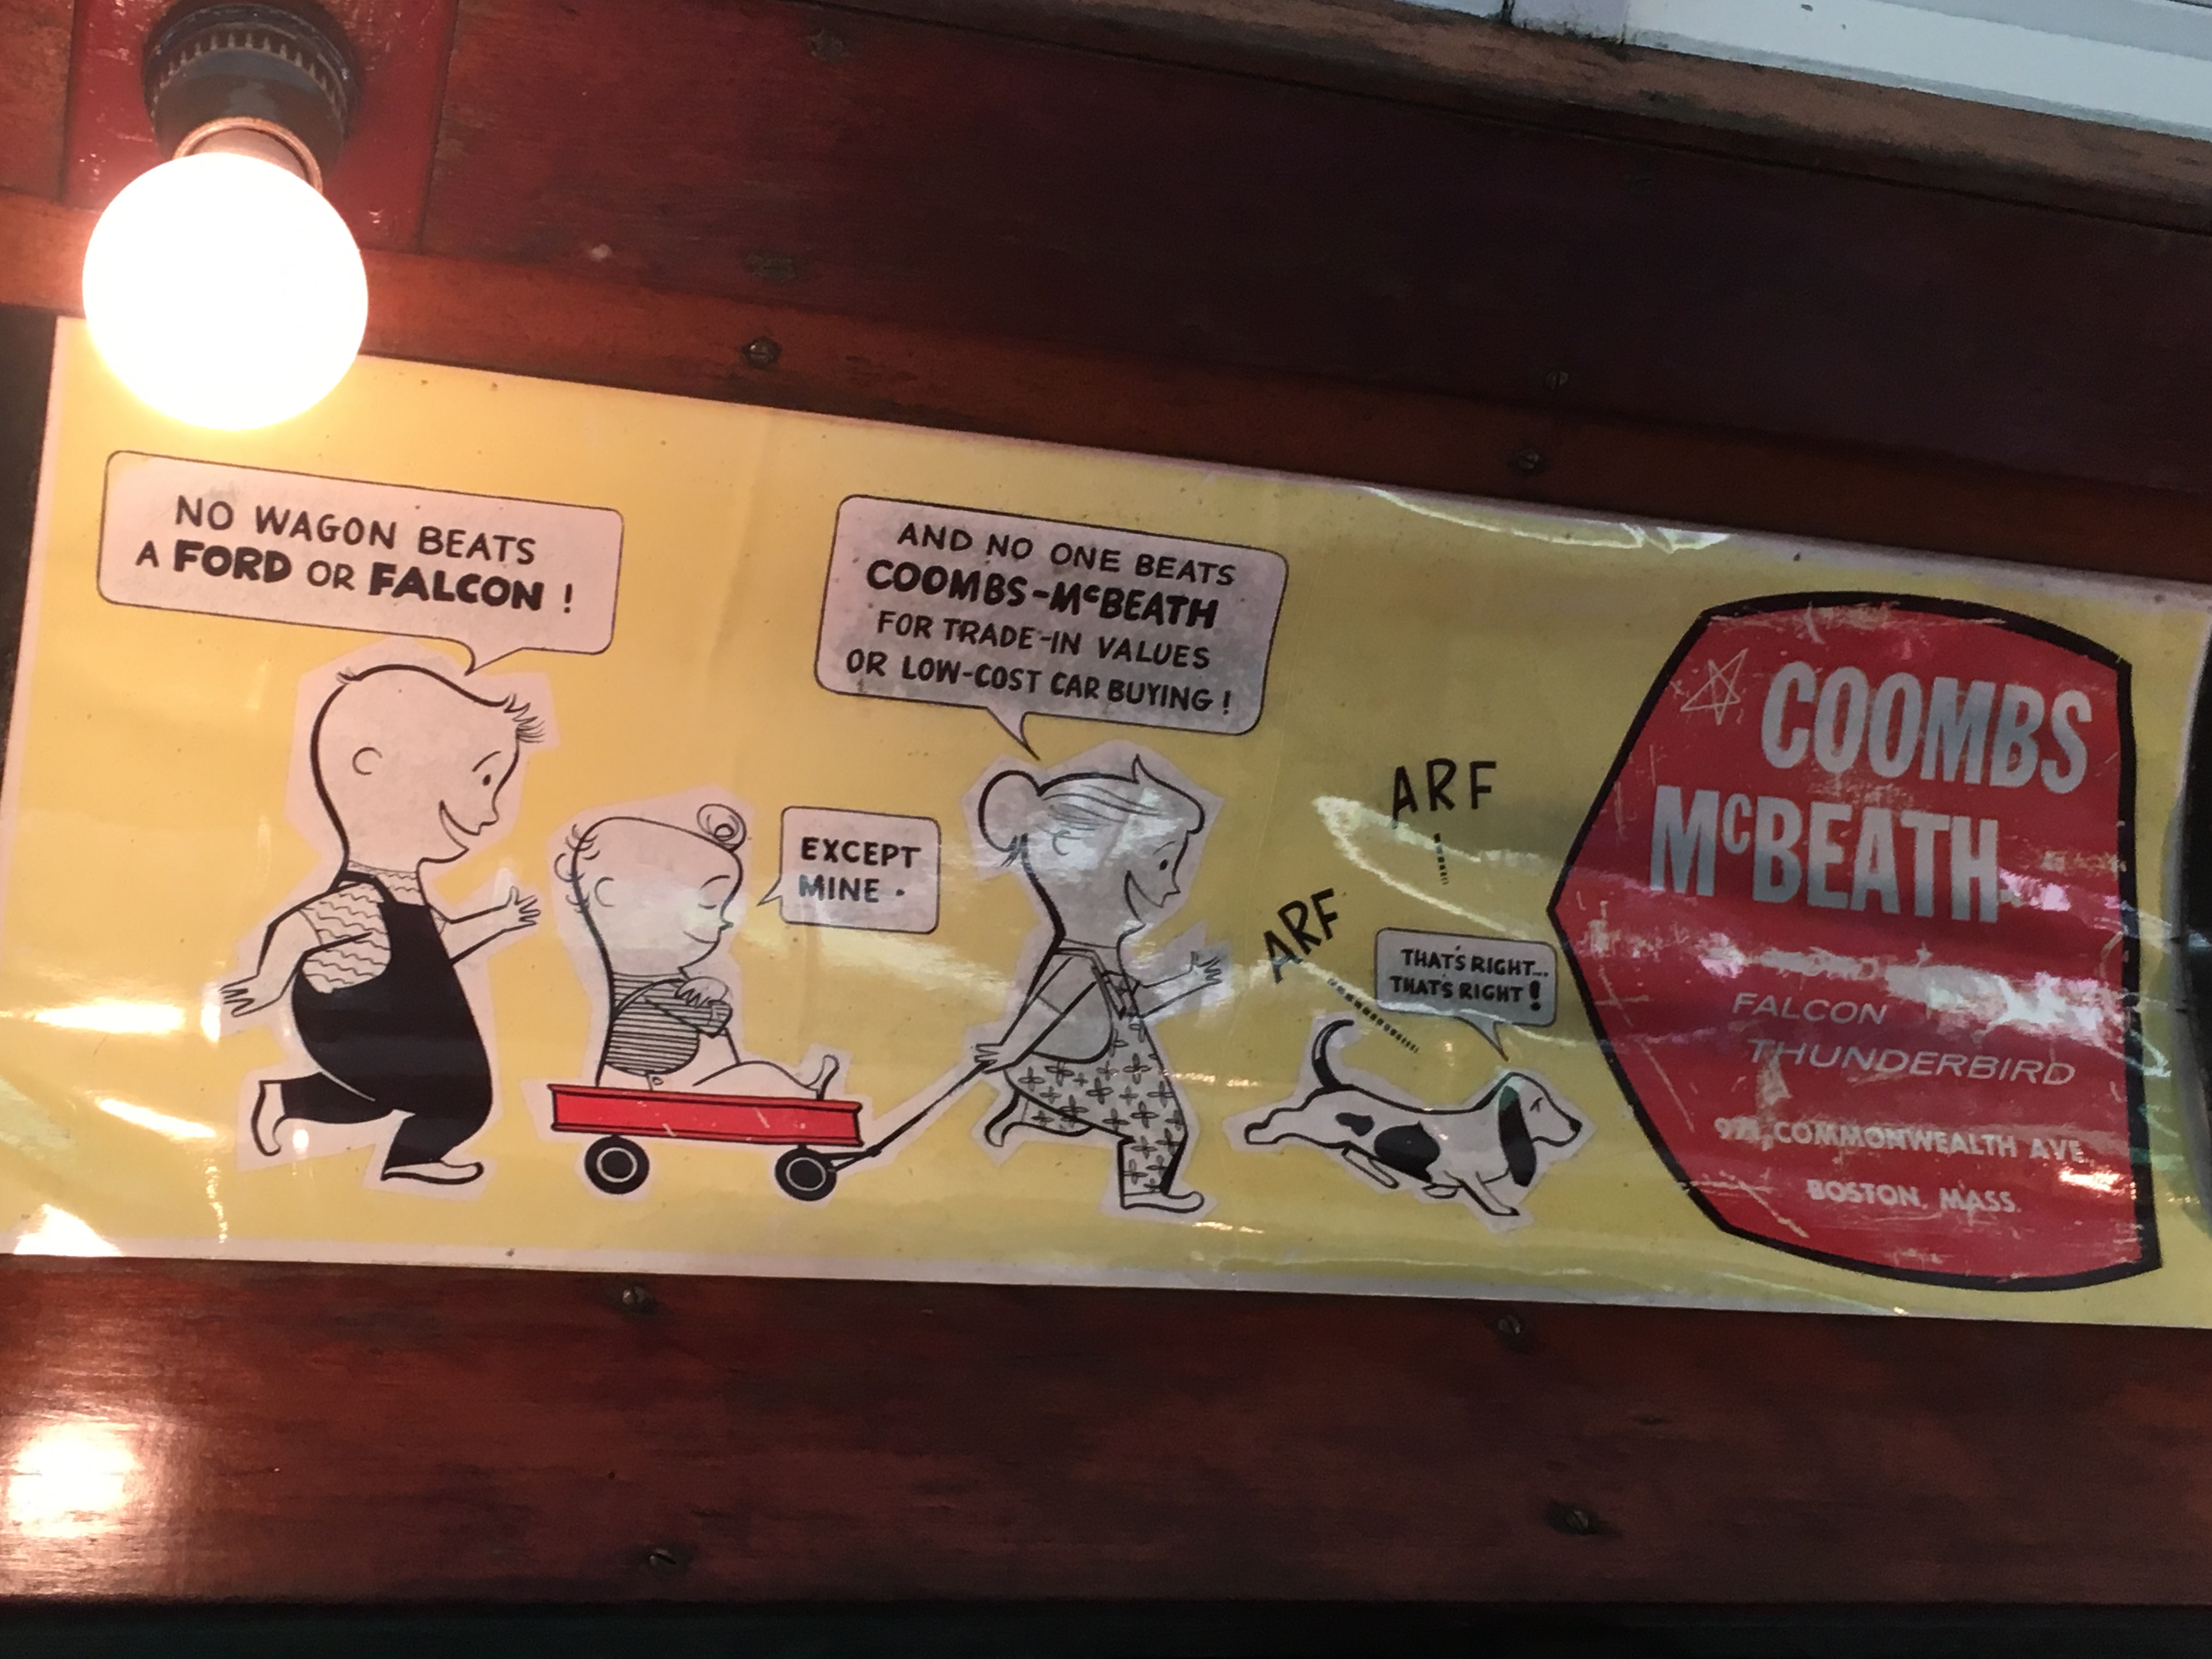 NO WAGON BEATS
A FORD OR FALCON !
EXCEPT
MINE .
AND NO ONE BEATS
COOMBS-McBEATH
FOR TRADE-IN VALUES
OR LOW-COST CAR BUYING !
ARF
ARF
THAT'S RIGHT...
THAT'S RIGHT !
COOMBS
McBEATH
FALCON
THUNDERBIRD
COMMONWEALTH AVE.
BOSTON, MASS.